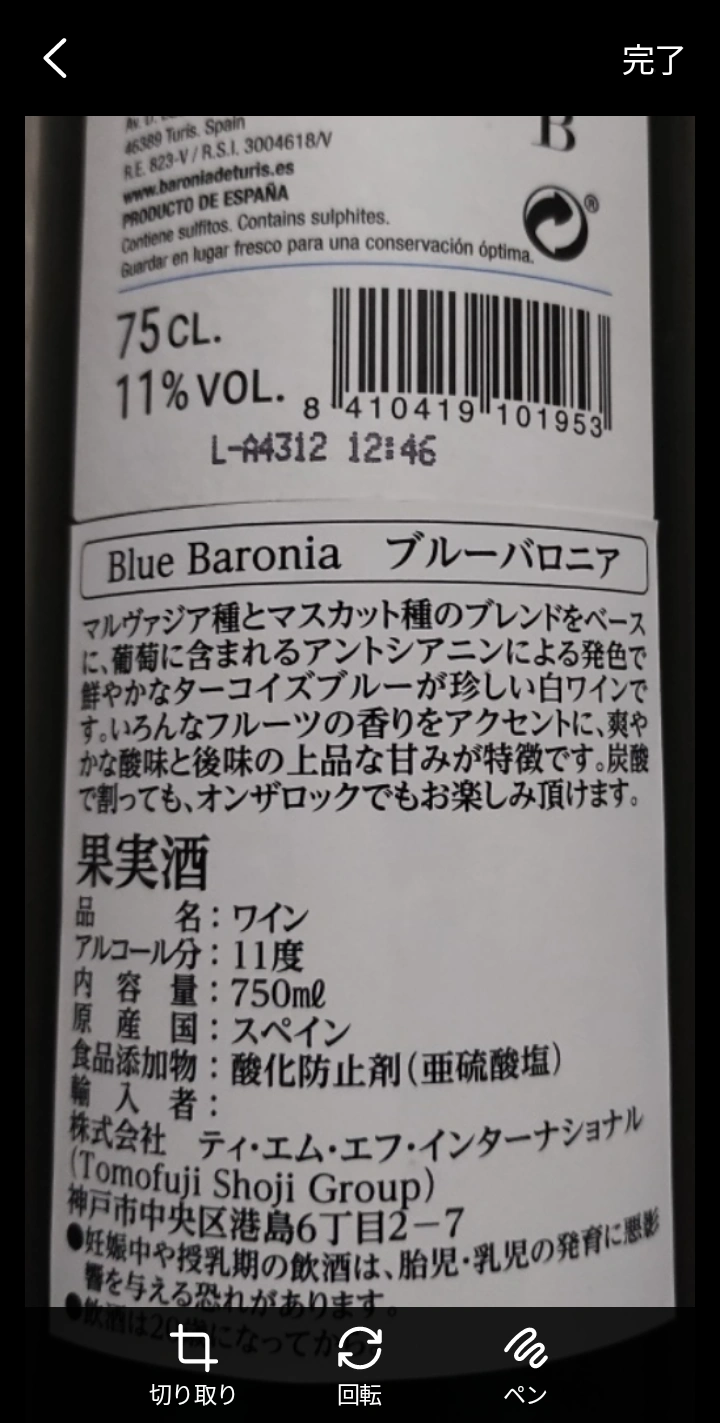 完了
46389 Turís. Spain
R.E. 823-V / R.S.I. 3004618/V
www.baroniadeturis.es
PRODUCTO DE ESPAÑA
Contiene sulfitos. Contains sulphites.
Guardar en lugar fresco para una conservación óptima.
B
®
75 CL.
11% VOL.
8 410419 101953
L-A4312 12:46
Blue Baronia ブルーバロニア
マルヴァジア種とマスカット種のブレンドをベース
に、葡萄に含まれるアントシアニンによる発色で
鮮やかなターコイズブルーが珍しい白ワインで
す。いろんなフルーツの香りをアクセントに、爽や
かな酸味と後味の上品な甘みが特徴です。炭酸
で割っても、オンザロックでもお楽しみ頂けます。
果実酒
品名：ワイン
アルコール分：11度
内容量：750mℓ
原産国：スペイン
食品添加物：酸化防止剤（亜硫酸塩）
輸入者：
株式会社 ティ・エム・エフ・インターナショナル
(Tomofuji Shoji Group)
神戸市中央区港島6丁目2－7
●妊娠中や授乳期の飲酒は、胎児・乳児の発育に悪影
響を与える恐れがあります。
●飲酒は20歳になってから
切り取り
回転
ペン